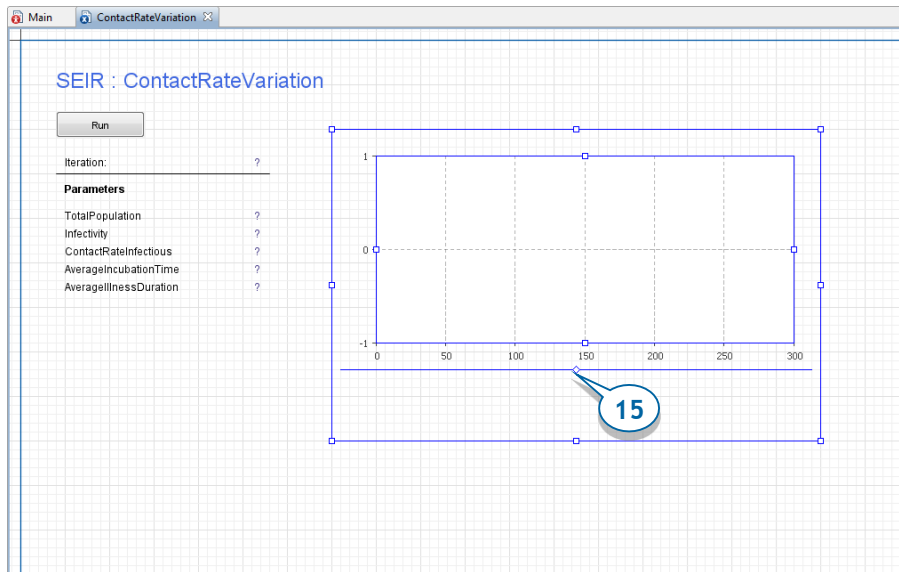 Main ContactRateVariation
SEIR : ContactRateVariation
Run
Iteration: ?
Parameters
TotalPopulation ?
Infectivity ?
ContactRateInfectious ?
AverageIncubationTime ?
AverageIllnessDuration ?
1
0
-1
0 50 100 150 200 250 300
15